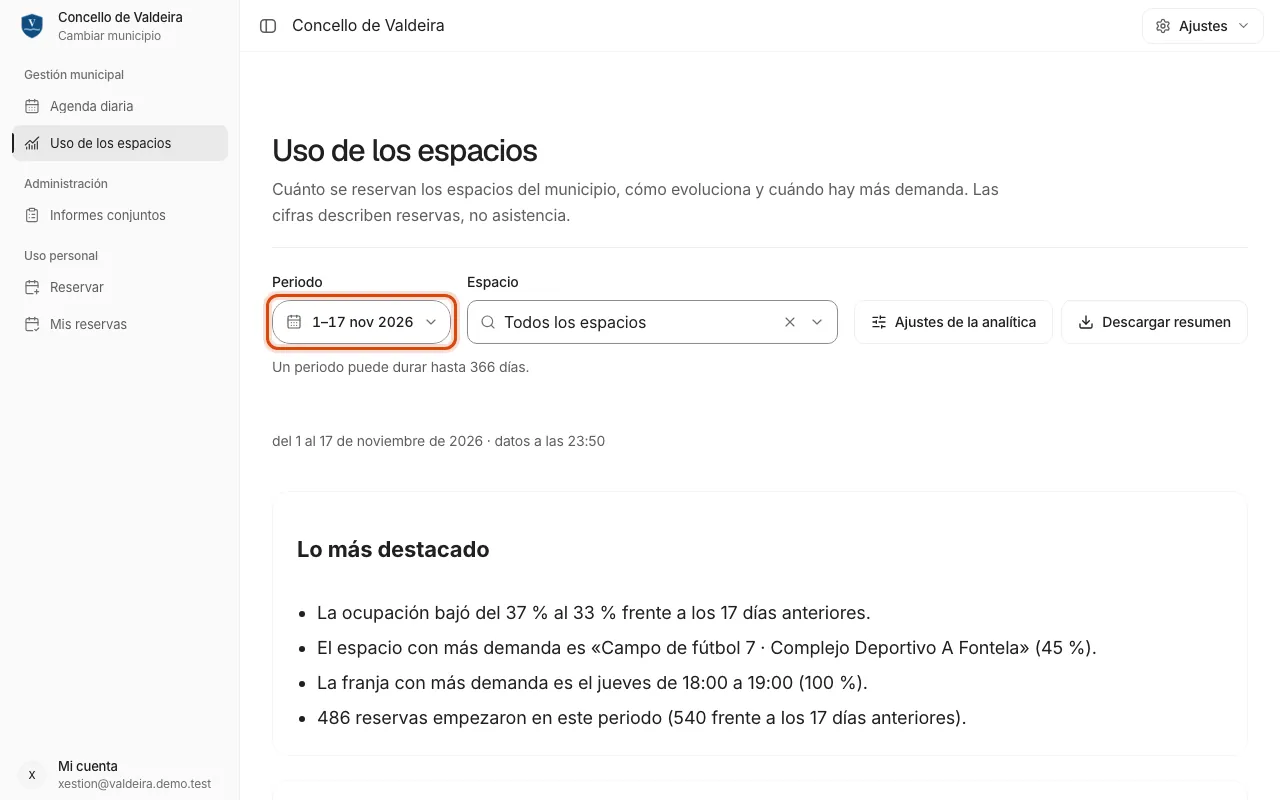 Concello de Valdeira
Cambiar municipio
Gestión municipal
Agenda diaria
Uso de los espacios
Administración
Informes conjuntos
Uso personal
Reservar
Mis reservas
X
Mi cuenta
xestion@valdeira.demo.test
Concello de Valdeira
Ajustes
Uso de los espacios
Cuánto se reservan los espacios del municipio, cómo evoluciona y cuándo hay más demanda. Las
cifras describen reservas, no asistencia.
Periodo
Espacio
1–17 nov 2026
Todos los espacios
Ajustes de la analítica
Descargar resumen
Un periodo puede durar hasta 366 días.
del 1 al 17 de noviembre de 2026 · datos a las 23:50
Lo más destacado
• La ocupación bajó del 37 % al 33 % frente a los 17 días anteriores.
• El espacio con más demanda es «Campo de fútbol 7 · Complejo Deportivo A Fontela» (45 %).
• La franja con más demanda es el jueves de 18:00 a 19:00 (100 %).
• 486 reservas empezaron en este periodo (540 frente a los 17 días anteriores).